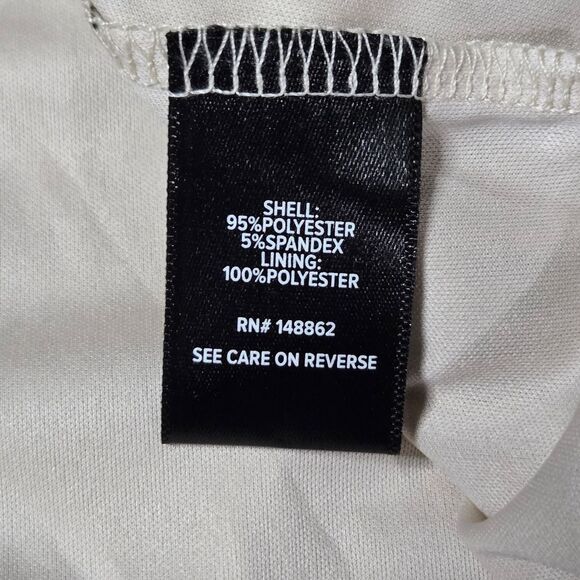 SHELL:
95%POLYESTER
5%SPANDEX
LINING:
100%POLYESTER
RN# 148862
SEE CARE ON REVERSE